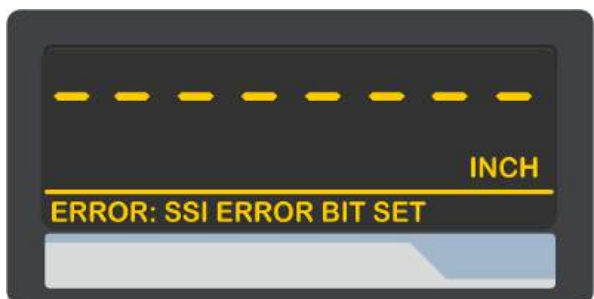 - - - - - - - -
INCH
ERROR: SSI ERROR BIT SET